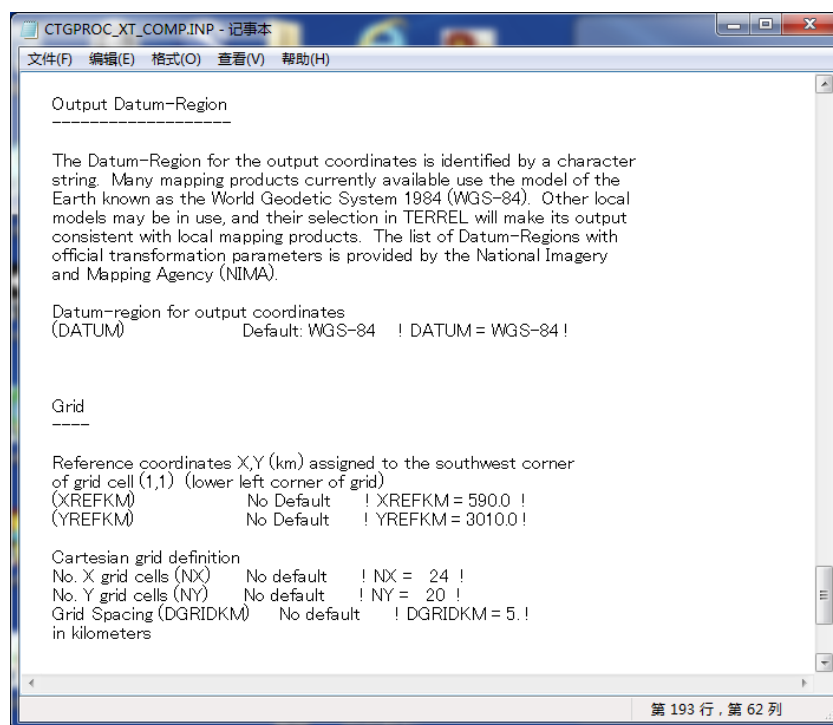 CTGPROC_XT_COMP.INP - 记事本
文件(F) 编辑(E) 格式(O) 查看(V) 帮助(H)
Output Datum-Region
-------------------
The Datum-Region for the output coordinates is identified by a character
string. Many mapping products currently available use the model of the
Earth known as the World Geodetic System 1984 (WGS-84). Other local
models may be in use, and their selection in TERREL will make its output
consistent with local mapping products. The list of Datum-Regions with
official transformation parameters is provided by the National Imagery
and Mapping Agency (NIMA).
Datum-region for output coordinates
(DATUM) Default: WGS-84 ! DATUM = WGS-84 !
Grid
----
Reference coordinates X,Y (km) assigned to the southwest corner
of grid cell (1,1) (lower left corner of grid)
(XREFKM) No Default ! XREFKM = 590.0 !
(YREFKM) No Default ! YREFKM = 3010.0 !
Cartesian grid definition
No. X grid cells (NX) No default ! NX = 24 !
No. Y grid cells (NY) No default ! NY = 20 !
Grid Spacing (DGRIDKM) No default ! DGRIDKM = 5. !
in kilometers
第 193 行，第 62 列